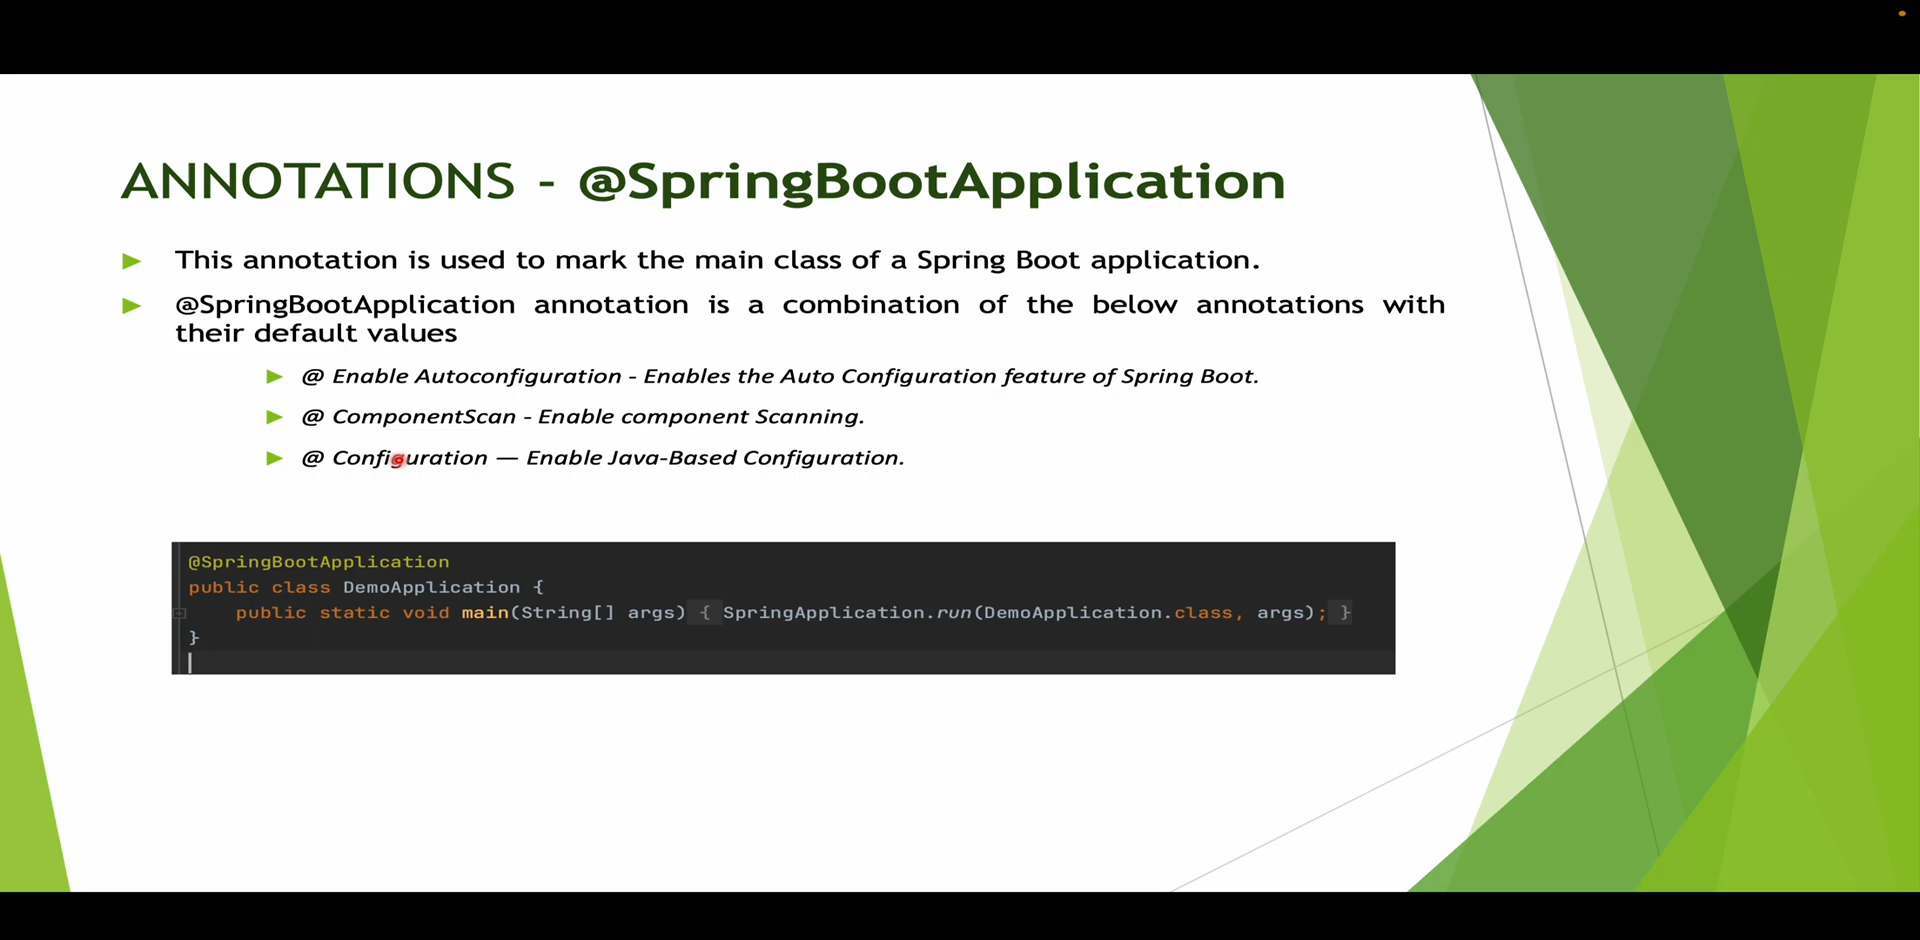 ANNOTATIONS - @SpringBootApplication
This annotation is used to mark the main class of a Spring Boot application.
@SpringBootApplication annotation is a combination of the below annotations with
their default values
@ Enable Autoconfiguration - Enables the Auto Configuration feature of Spring Boot.
@ ComponentScan - Enable component Scanning.
@ Configuration — Enable Java-Based Configuration.
@SpringBootApplication
public class DemoApplication {
public static void main(String[] args) { SpringApplication.run(DemoApplication.class, args); }
}